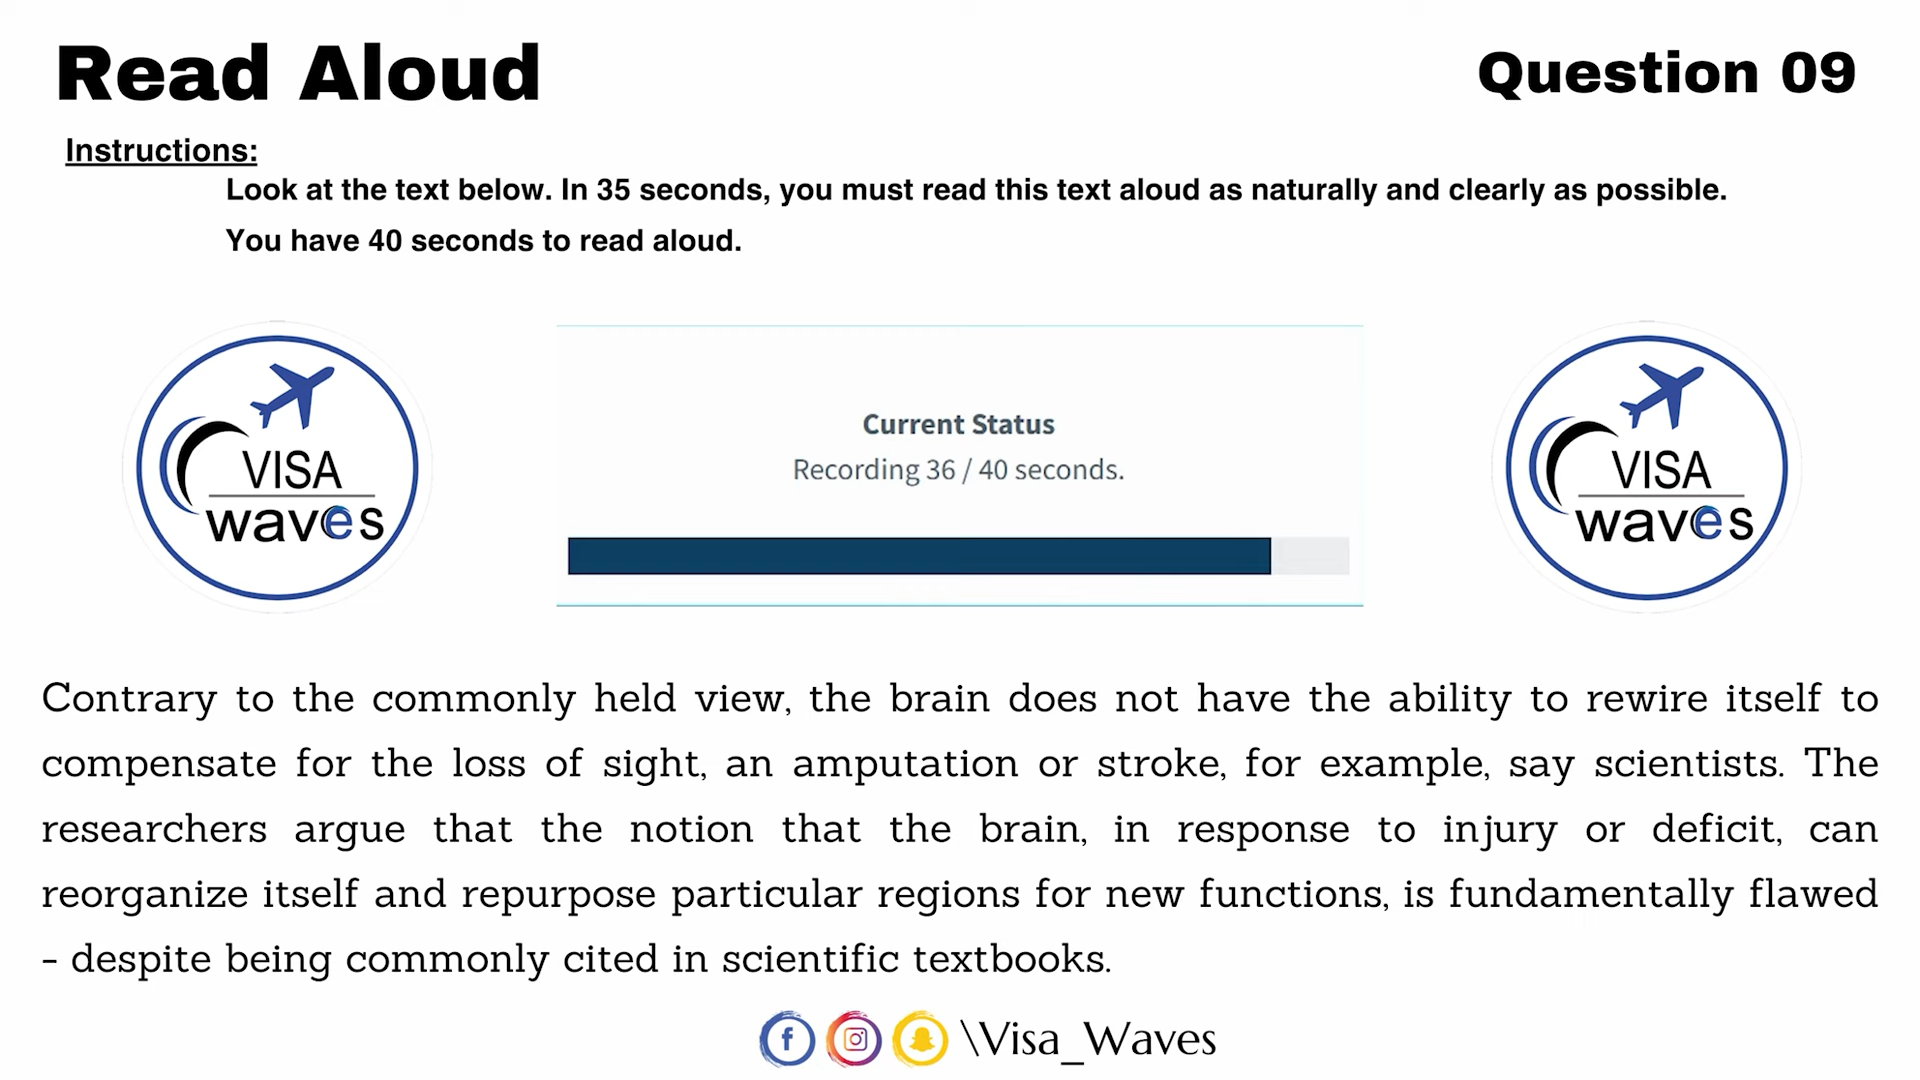 Read Aloud
Question 09
Instructions:
Look at the text below. In 35 seconds, you must read this text aloud as naturally and clearly as possible.
You have 40 seconds to read aloud.
VISA
waves
Current Status
Recording 36 / 40 seconds.
VISA
waves
Contrary to the commonly held view, the brain does not have the ability to rewire itself to
compensate for the loss of sight, an amputation or stroke, for example, say scientists. The
researchers argue that the notion that the brain, in response to injury or deficit, can
reorganize itself and repurpose particular regions for new functions, is fundamentally flawed
- despite being commonly cited in scientific textbooks.
\Visa_Waves